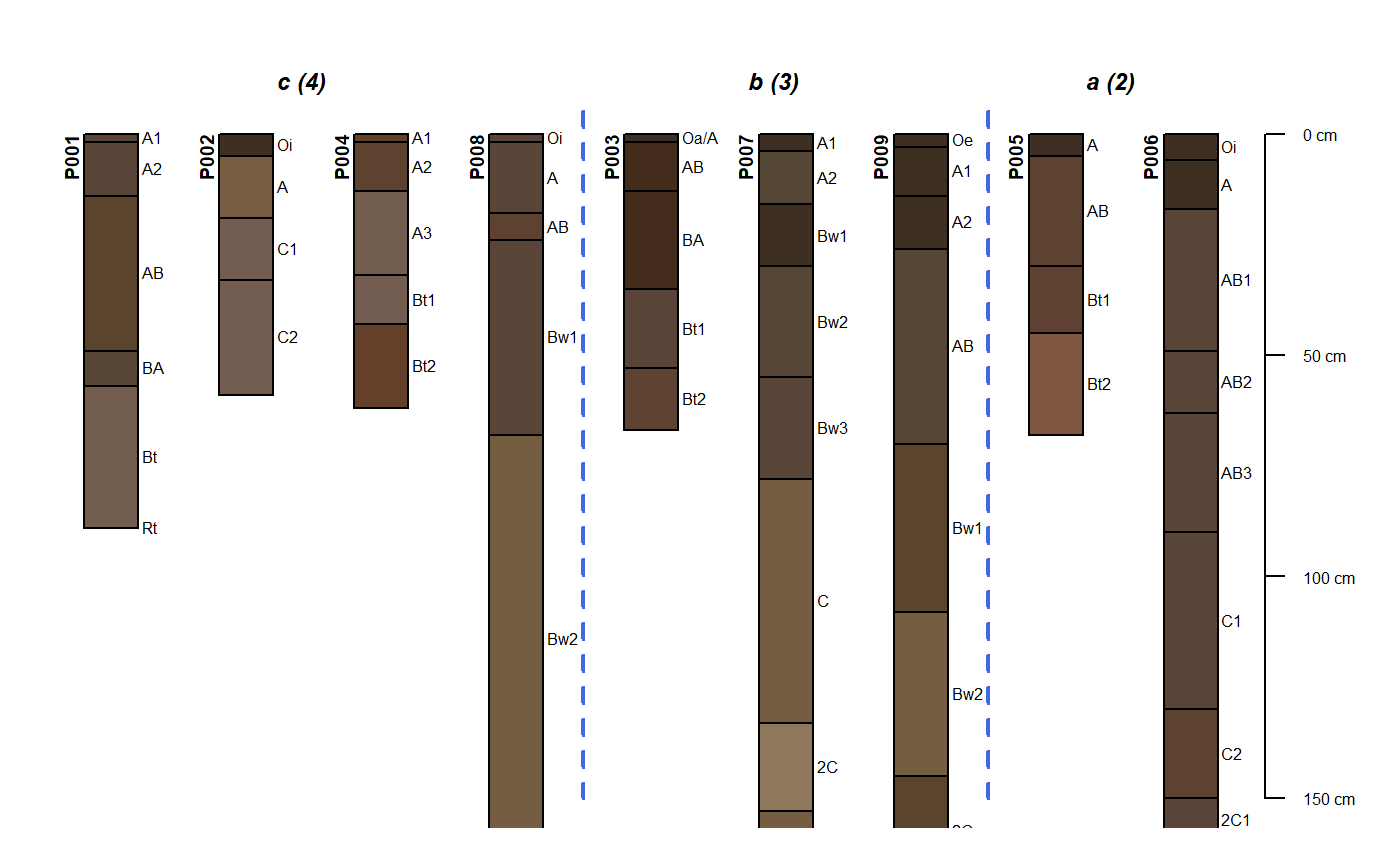 c (4)
b (3)
a (2)
P001
A1
A2
AB
BA
Bt
Rt
P002
Oi
A
C1
C2
P004
A1
A2
A3
Bt1
Bt2
P008
Oi
A
AB
Bw1
Bw2
P003
Oa/A
AB
BA
Bt1
Bt2
P007
A1
A2
Bw1
Bw2
Bw3
C
2C
P009
Oe
A1
A2
AB
Bw1
Bw2
P005
A
AB
Bt1
Bt2
P006
Oi
A
AB1
AB2
AB3
C1
C2
2C1
0 cm
50 cm
100 cm
150 cm